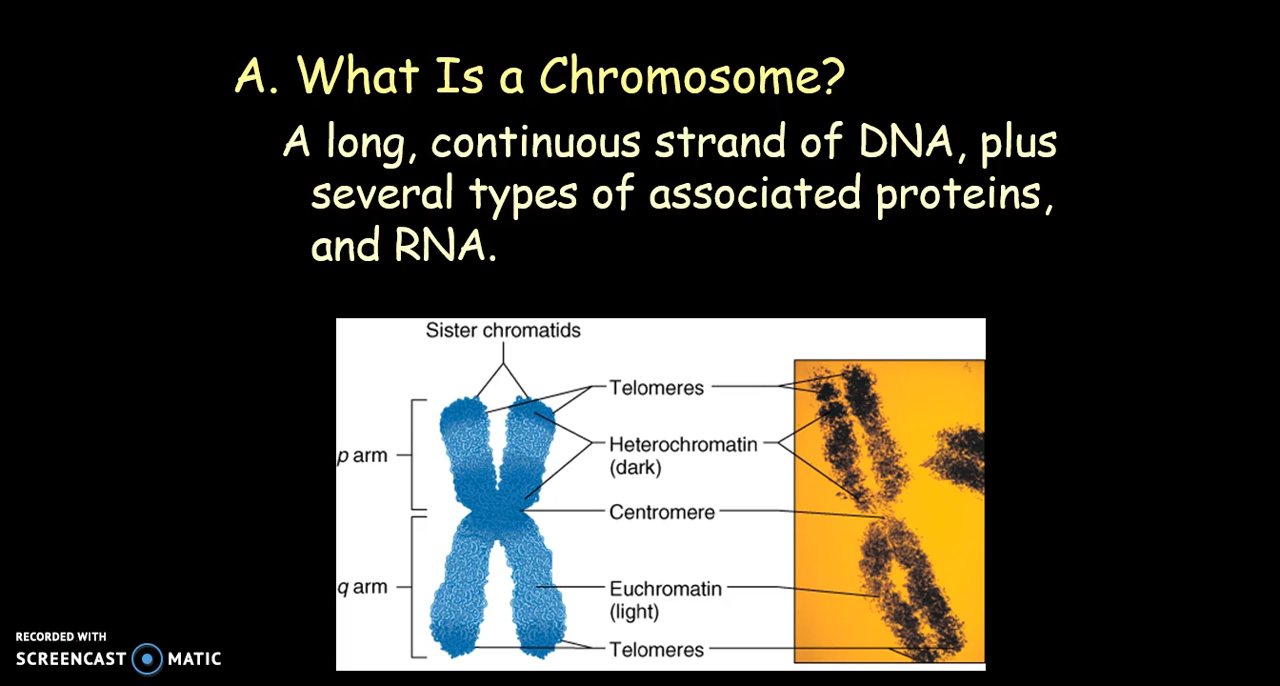 A. What Is a Chromosome?
A long, continuous strand of DNA, plus
several types of associated proteins,
and RNA.
Sister chromatids
Telomeres
Heterochromatin
(dark)
p arm
Centromere
q arm
Euchromatin
(light)
Telomeres
RECORDED WITH
SCREENCAST MATIC